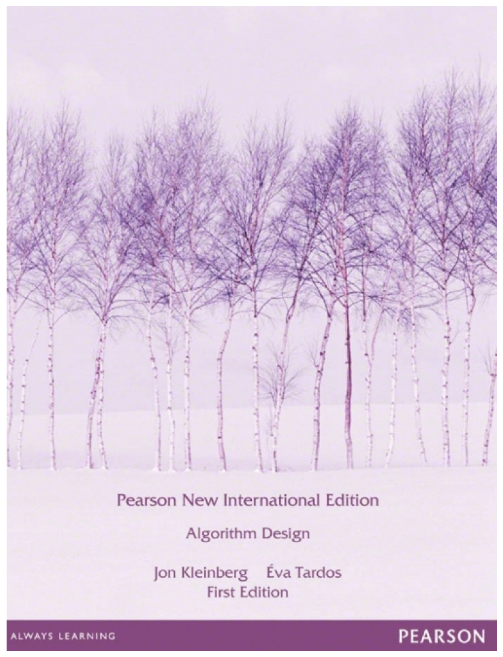 Pearson New International Edition
Algorithm Design
Jon Kleinberg Éva Tardos
First Edition
ALWAYS LEARNING PEARSON